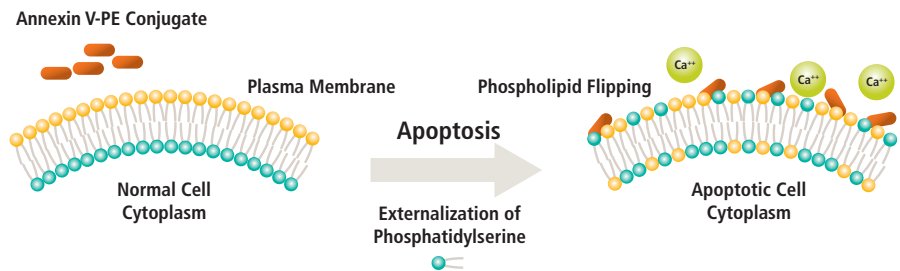 Annexin V-PE Conjugate
Plasma Membrane
Phospholipid Flipping
Ca++
Ca++
Ca++
Apoptosis
Normal Cell
Cytoplasm
Externalization of
Phosphatidylserine
Apoptotic Cell
Cytoplasm